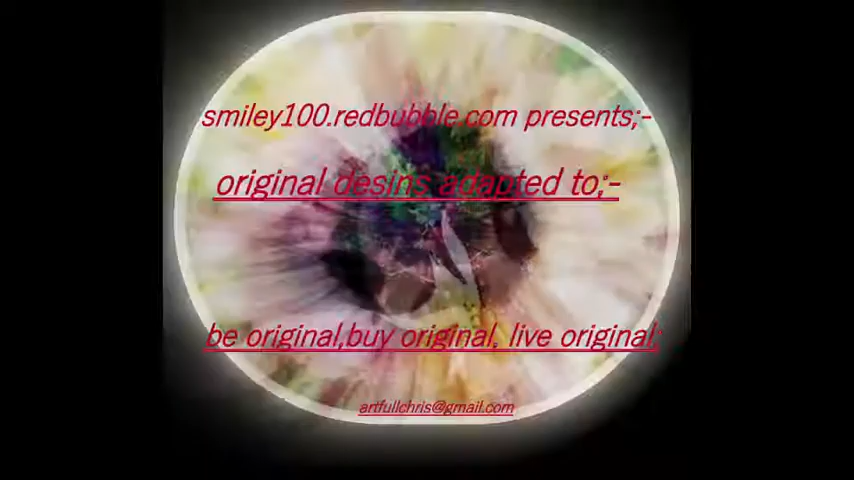 smiley100.redbubble.com presents;-
original desins adapted to;-
be original,buy original, live original;
artfullchris@gmail.com